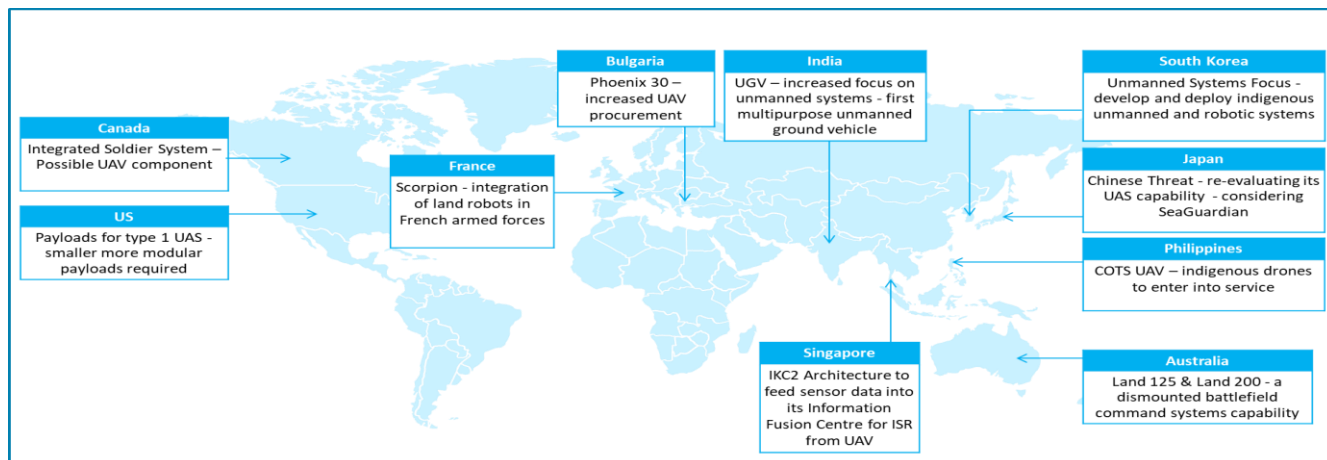 Canada
Integrated Soldier System –
Possible UAV component
US
Payloads for type 1 UAS -
smaller more modular
payloads required
France
Scorpion - integration
of land robots in
French armed forces
Bulgaria
Phoenix 30 –
increased UAV
procurement
India
UGV – increased focus on
unmanned systems - first
multipurpose unmanned
ground vehicle
South Korea
Unmanned Systems Focus -
develop and deploy indigenous
unmanned and robotic systems
Japan
Chinese Threat - re-evaluating its
UAS capability - considering
SeaGuardian
Philippines
COTS UAV – indigenous drones
to enter into service
Singapore
IKC2 Architecture to
feed sensor data into
its Information
Fusion Centre for ISR
from UAV
Australia
Land 125 & Land 200 - a
dismounted battlefield
command systems capability